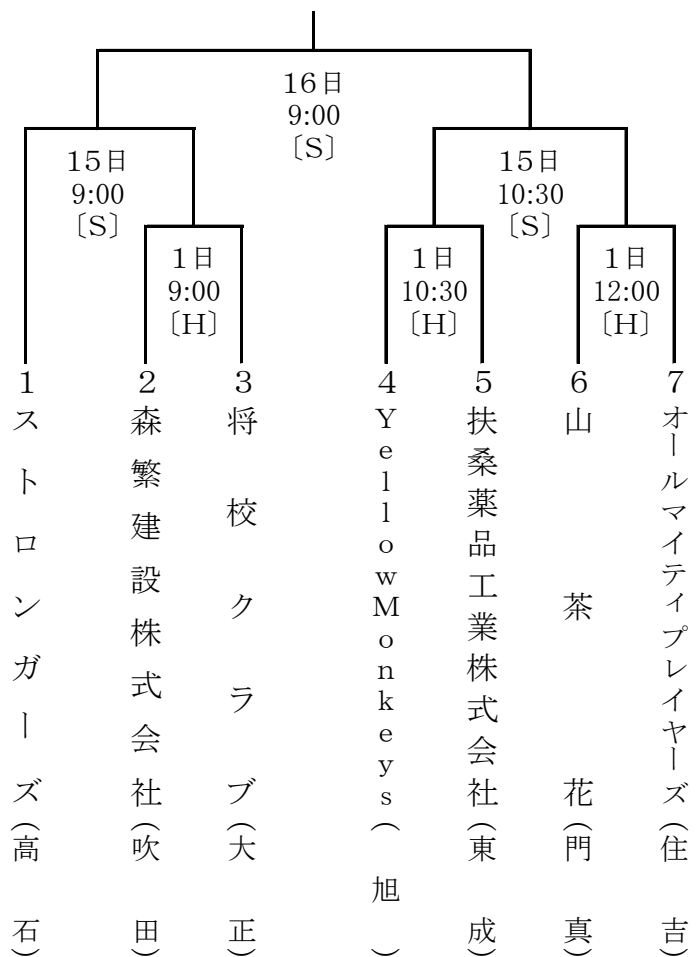 16日
9:00
〔S〕
15日
9:00
〔S〕
15日
10:30
〔S〕
1日
9:00
〔H〕
1日
10:30
〔H〕
1日
12:00
〔H〕
1
ストロンガーズ(高石)
2
森繁建設株式会社(吹田)
3
将校クラブ(大正)
4
YellowMonkeys(旭)
5
扶桑薬品工業株式会社(東成)
6
山茶花(門真)
7
オールマイティプレイヤーズ(住吉)